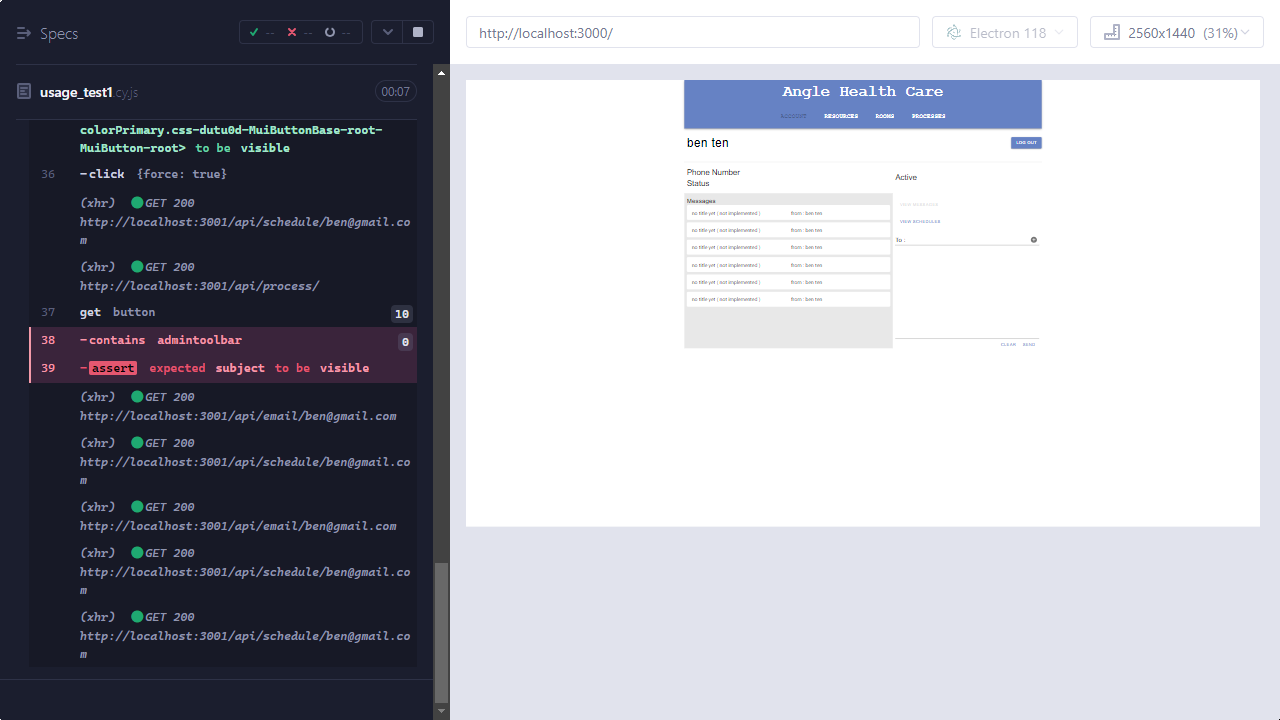 Specs
-- -- --
usage_test1.cy.js 00:07
colorPrimary.css-dutu0d-MuiButtonBase-root-
MuiButton-root> to be visible
36 -click {force: true}
(xhr) GET 200
http://localhost:3001/api/schedule/ben@gmail.co
m
(xhr) GET 200
http://localhost:3001/api/process/
37 get button 10
38 -contains admintoolbar 0
39 -assert expected subject to be visible
(xhr) GET 200
http://localhost:3001/api/email/ben@gmail.com
(xhr) GET 200
http://localhost:3001/api/schedule/ben@gmail.co
m
(xhr) GET 200
http://localhost:3001/api/email/ben@gmail.com
(xhr) GET 200
http://localhost:3001/api/schedule/ben@gmail.co
m
(xhr) GET 200
http://localhost:3001/api/schedule/ben@gmail.co
m
http://localhost:3000/
Electron 118
2560x1440 (31%)
Angle Health Care
ACCOUNT RESOURCES ROOMS PROCESSES
ben ten
LOG OUT
Phone Number
Status
Active
Messages
no title yet ( not implemented ) from : ben ten
no title yet ( not implemented ) from : ben ten
no title yet ( not implemented ) from : ben ten
no title yet ( not implemented ) from : ben ten
no title yet ( not implemented ) from : ben ten
no title yet ( not implemented ) from : ben ten
VIEW MESSAGES
VIEW SCHEDULER
To :
CLEAR SEND